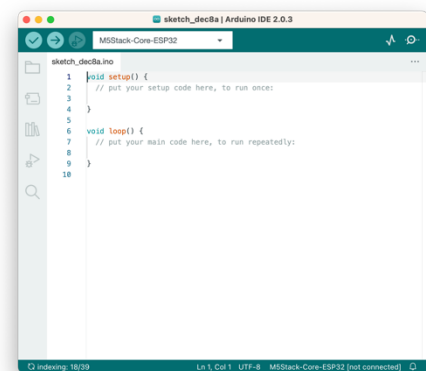 sketch_dec8a | Arduino IDE 2.0.3
M5Stack-Core-ESP32
sketch_dec8a.ino
1 void setup() {
2 // put your setup code here, to run once:
3
4 }
5
6 void loop() {
7 // put your main code here, to run repeatedly:
8
9 }
10
indexing: 18/39 Ln 1, Col 1 UTF-8 M5Stack-Core-ESP32 [not connected]